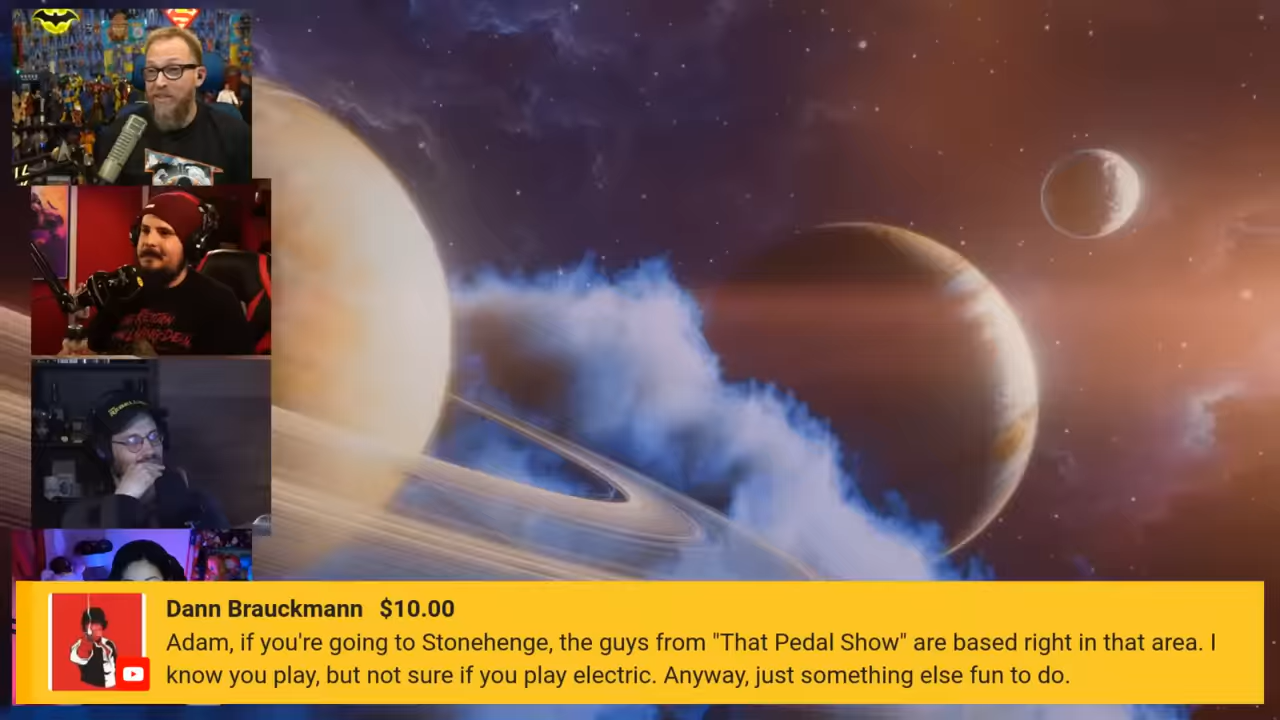 Dann Brauckmann $10.00
Adam, if you're going to Stonehenge, the guys from "That Pedal Show" are based right in that area. I
know you play, but not sure if you play electric. Anyway, just something else fun to do.